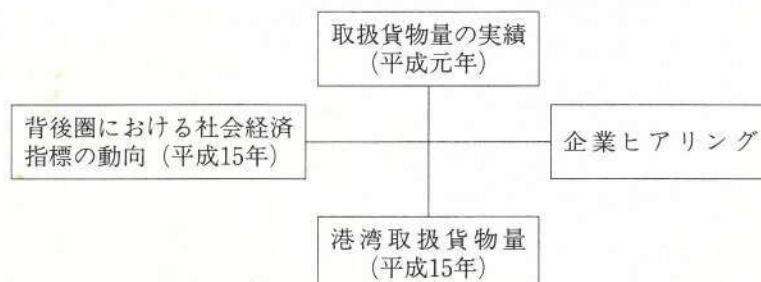 取扱貨物量の実績
（平成元年）
背後圏における社会経済
指標の動向（平成15年）
企業ヒアリング
港湾取扱貨物量
（平成15年）